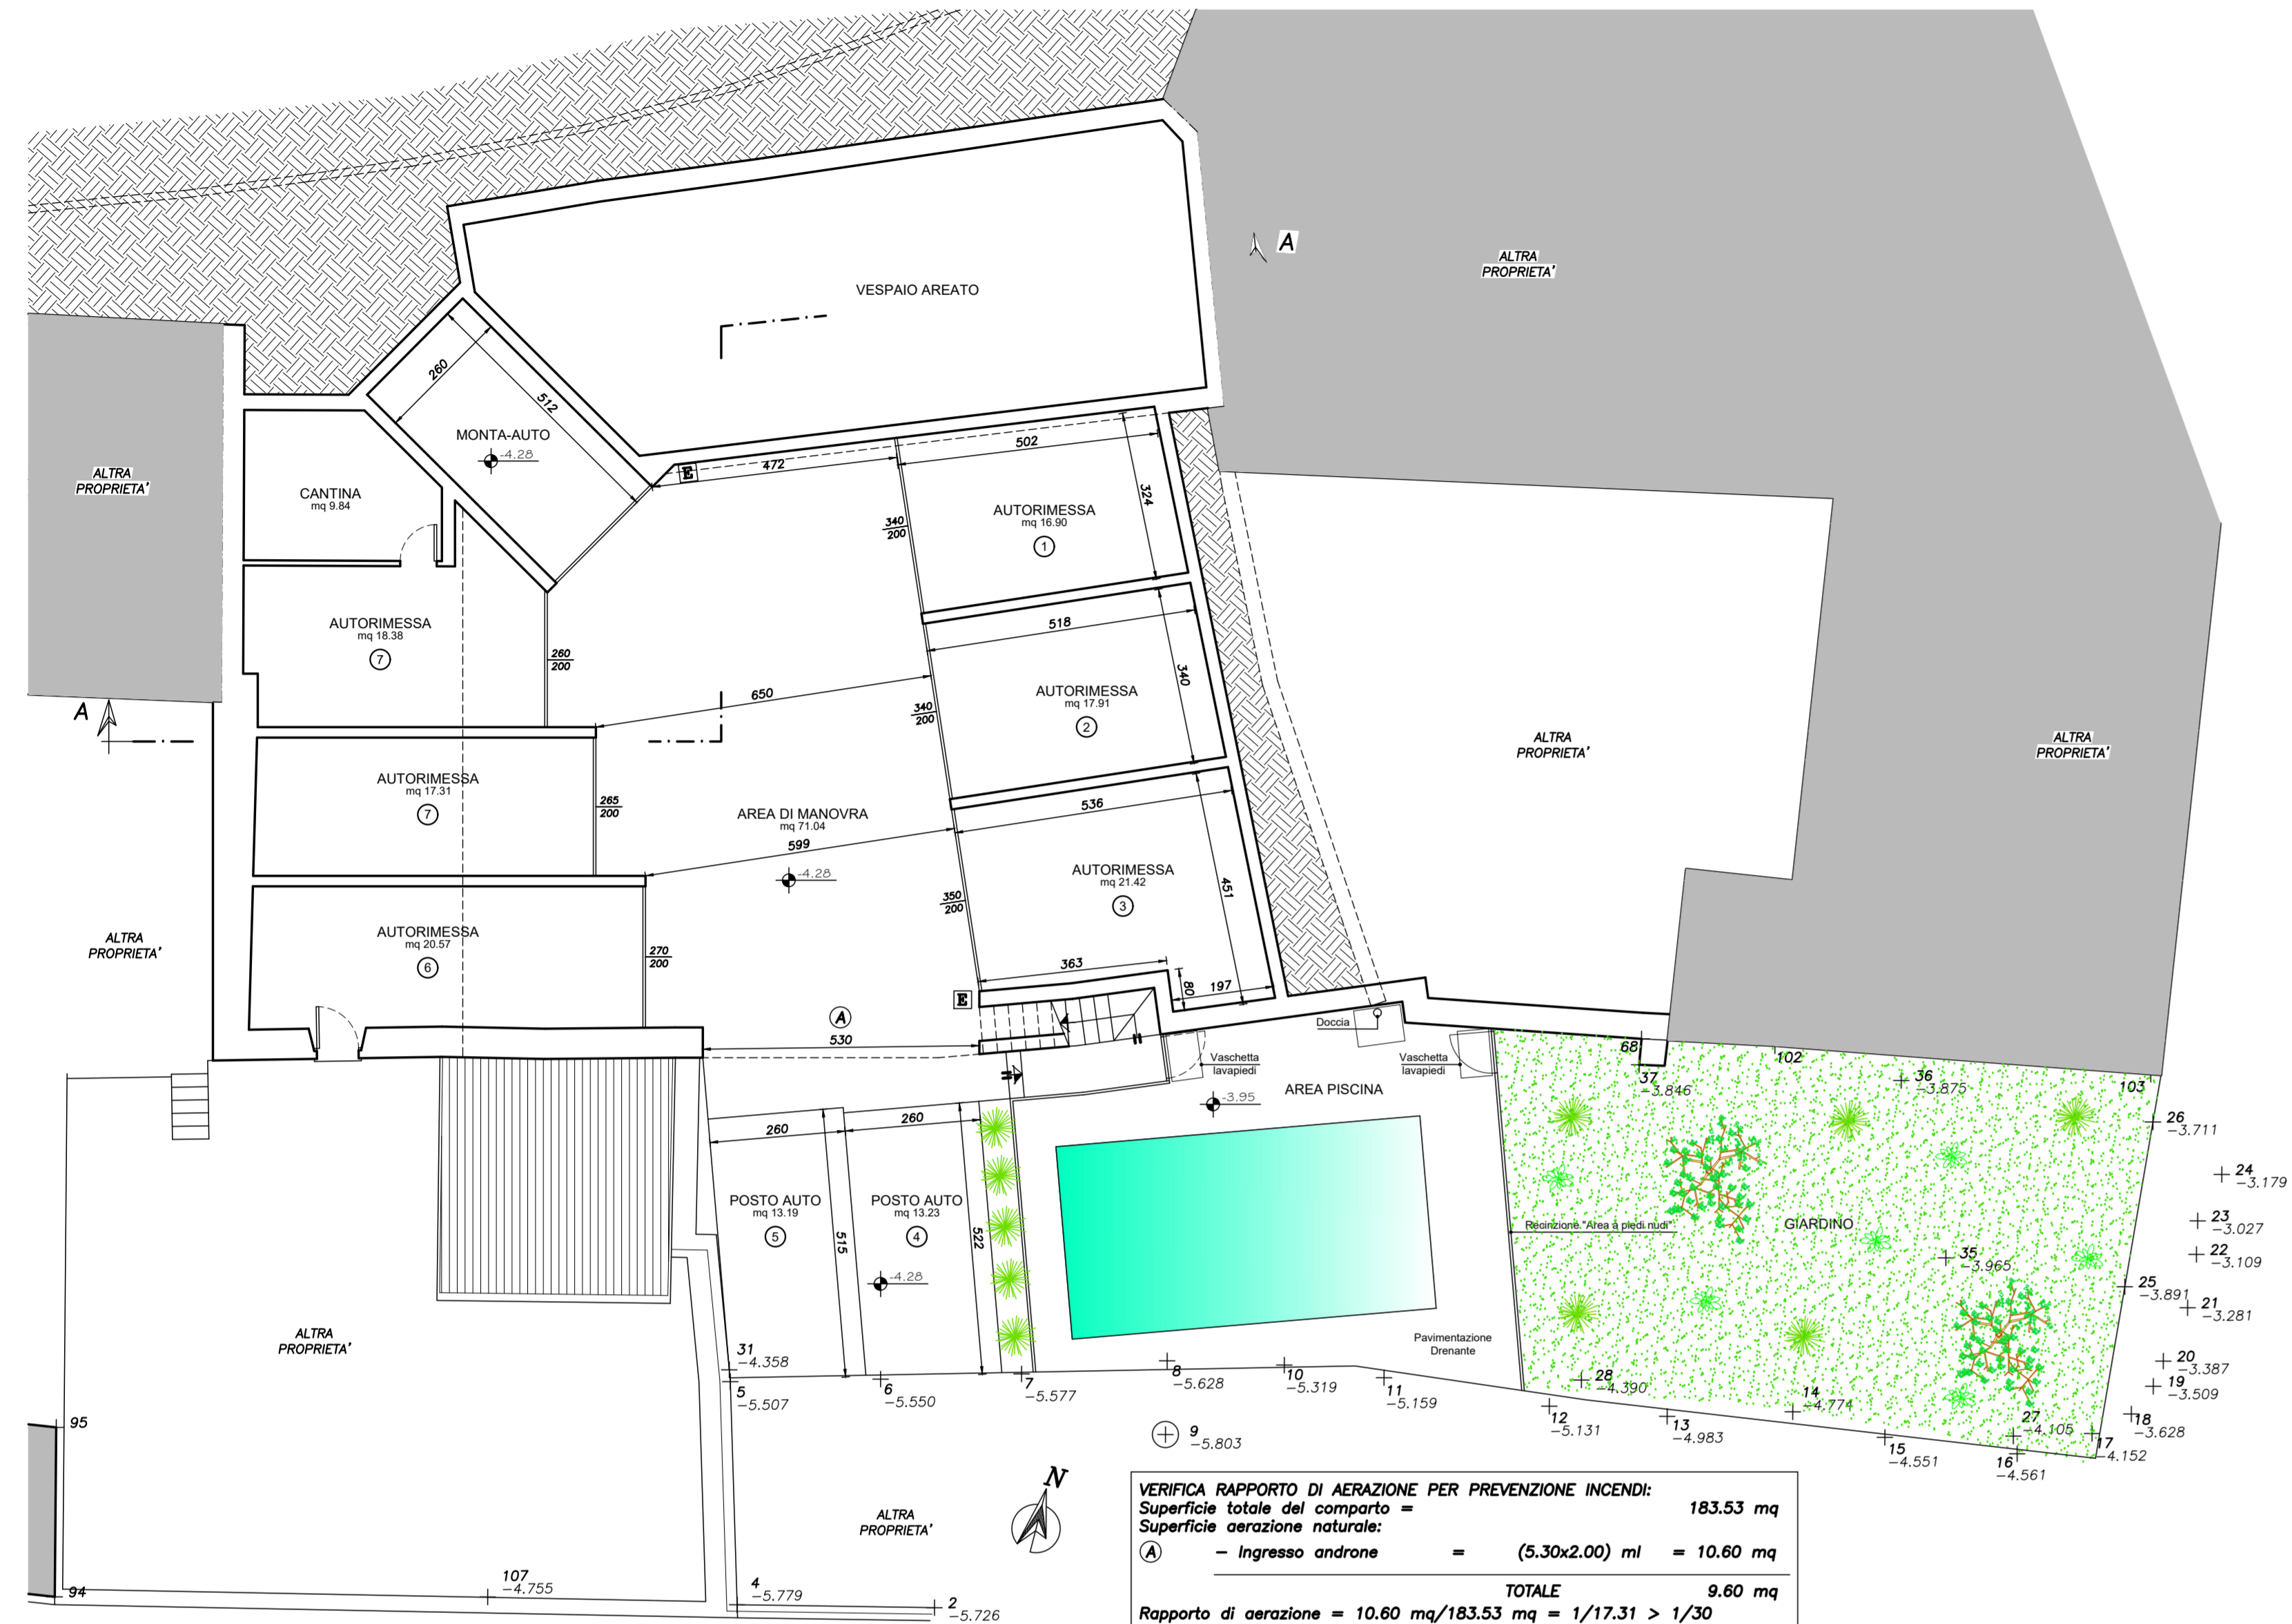 A
ALTRA
PROPRIETA'
VESPAIO AREATO
260
512
MONTA-AUTO
-4.28
ALTRA
PROPRIETA'
CANTINA
mq 9.84
E
472
502
324
340
200
AUTORIMESSA
mq 16.90
1
AUTORIMESSA
mq 18.38
7
260
200
518
340
650
340
200
AUTORIMESSA
mq 17.91
2
A
ALTRA
PROPRIETA'
ALTRA
PROPRIETA'
AUTORIMESSA
mq 17.31
7
265
200
AREA DI MANOVRA
mq 71.04
599
-4.28
536
451
350
200
AUTORIMESSA
mq 21.42
3
ALTRA
PROPRIETA'
AUTORIMESSA
mq 20.57
6
270
200
363
80
197
E
A
530
Doccia
Vaschetta
lavapiedi
Vaschetta
lavapiedi
AREA PISCINA
-3.95
68
37
-3.846
102
36
-3.875
103
26
-3.711
24
-3.179
23
-3.027
22
-3.109
25
-3.891
21
-3.281
20
-3.387
19
-3.509
18
-3.628
17
-4.152
260
260
POSTO AUTO
mq 13.19
5
515
POSTO AUTO
mq 13.23
4
522
-4.28
Recinzione "Area a piedi nudi"
GIARDINO
35
-3.965
Pavimentazione
Drenante
ALTRA
PROPRIETA'
31
-4.358
5
-5.507
6
-5.550
7
-5.577
8
-5.628
10
-5.319
11
-5.159
28
-4.390
12
-5.131
13
-4.983
14
-4.774
15
-4.551
27
-4.105
16
-4.561
9
-5.803
95
94
107
-4.755
4
-5.779
2
-5.726
ALTRA
PROPRIETA'
N
VERIFICA RAPPORTO DI AERAZIONE PER PREVENZIONE INCENDI:
Superficie totale del comparto = 183.53 mq
Superficie aerazione naturale:
A - Ingresso androne = (5.30x2.00) ml = 10.60 mq
TOTALE 9.60 mq
Rapporto di aerazione = 10.60 mq/183.53 mq = 1/17.31 > 1/30